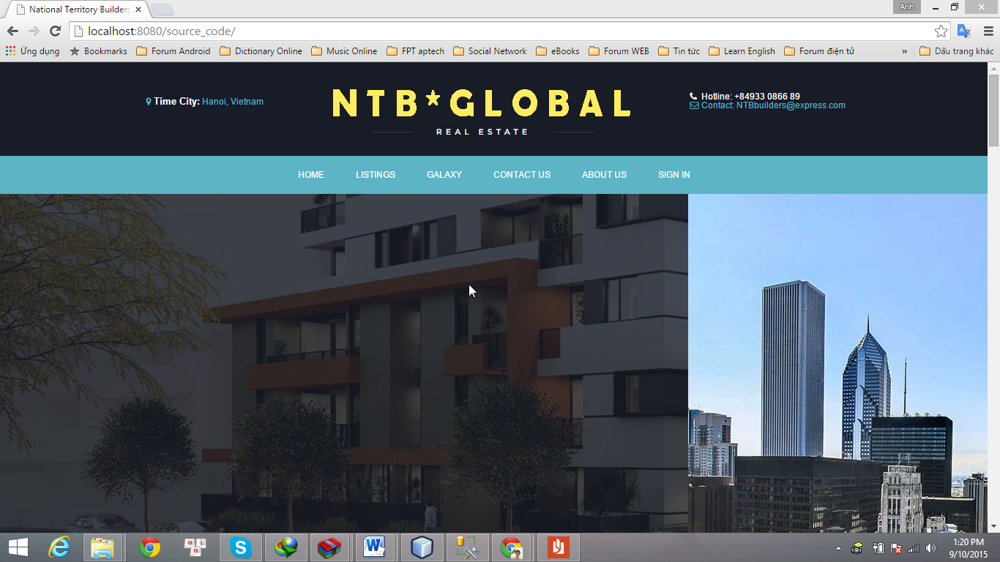 National Territory Builders
Anh
localhost:8080/source_code/
Ứng dụng Bookmarks Forum Android Dictionary Online Music Online FPT aptech Social Network eBooks Forum WEB Tin tức Learn English Forum điện tử » Dấu trang khác
Time City: Hanoi, Vietnam
NTB*GLOBAL
REAL ESTATE
Hotline: +84933 0866 89
Contact: NTBbuilders@express.com
HOME LISTINGS GALAXY CONTACT US ABOUT US SIGN IN
1:20 PM
9/10/2015